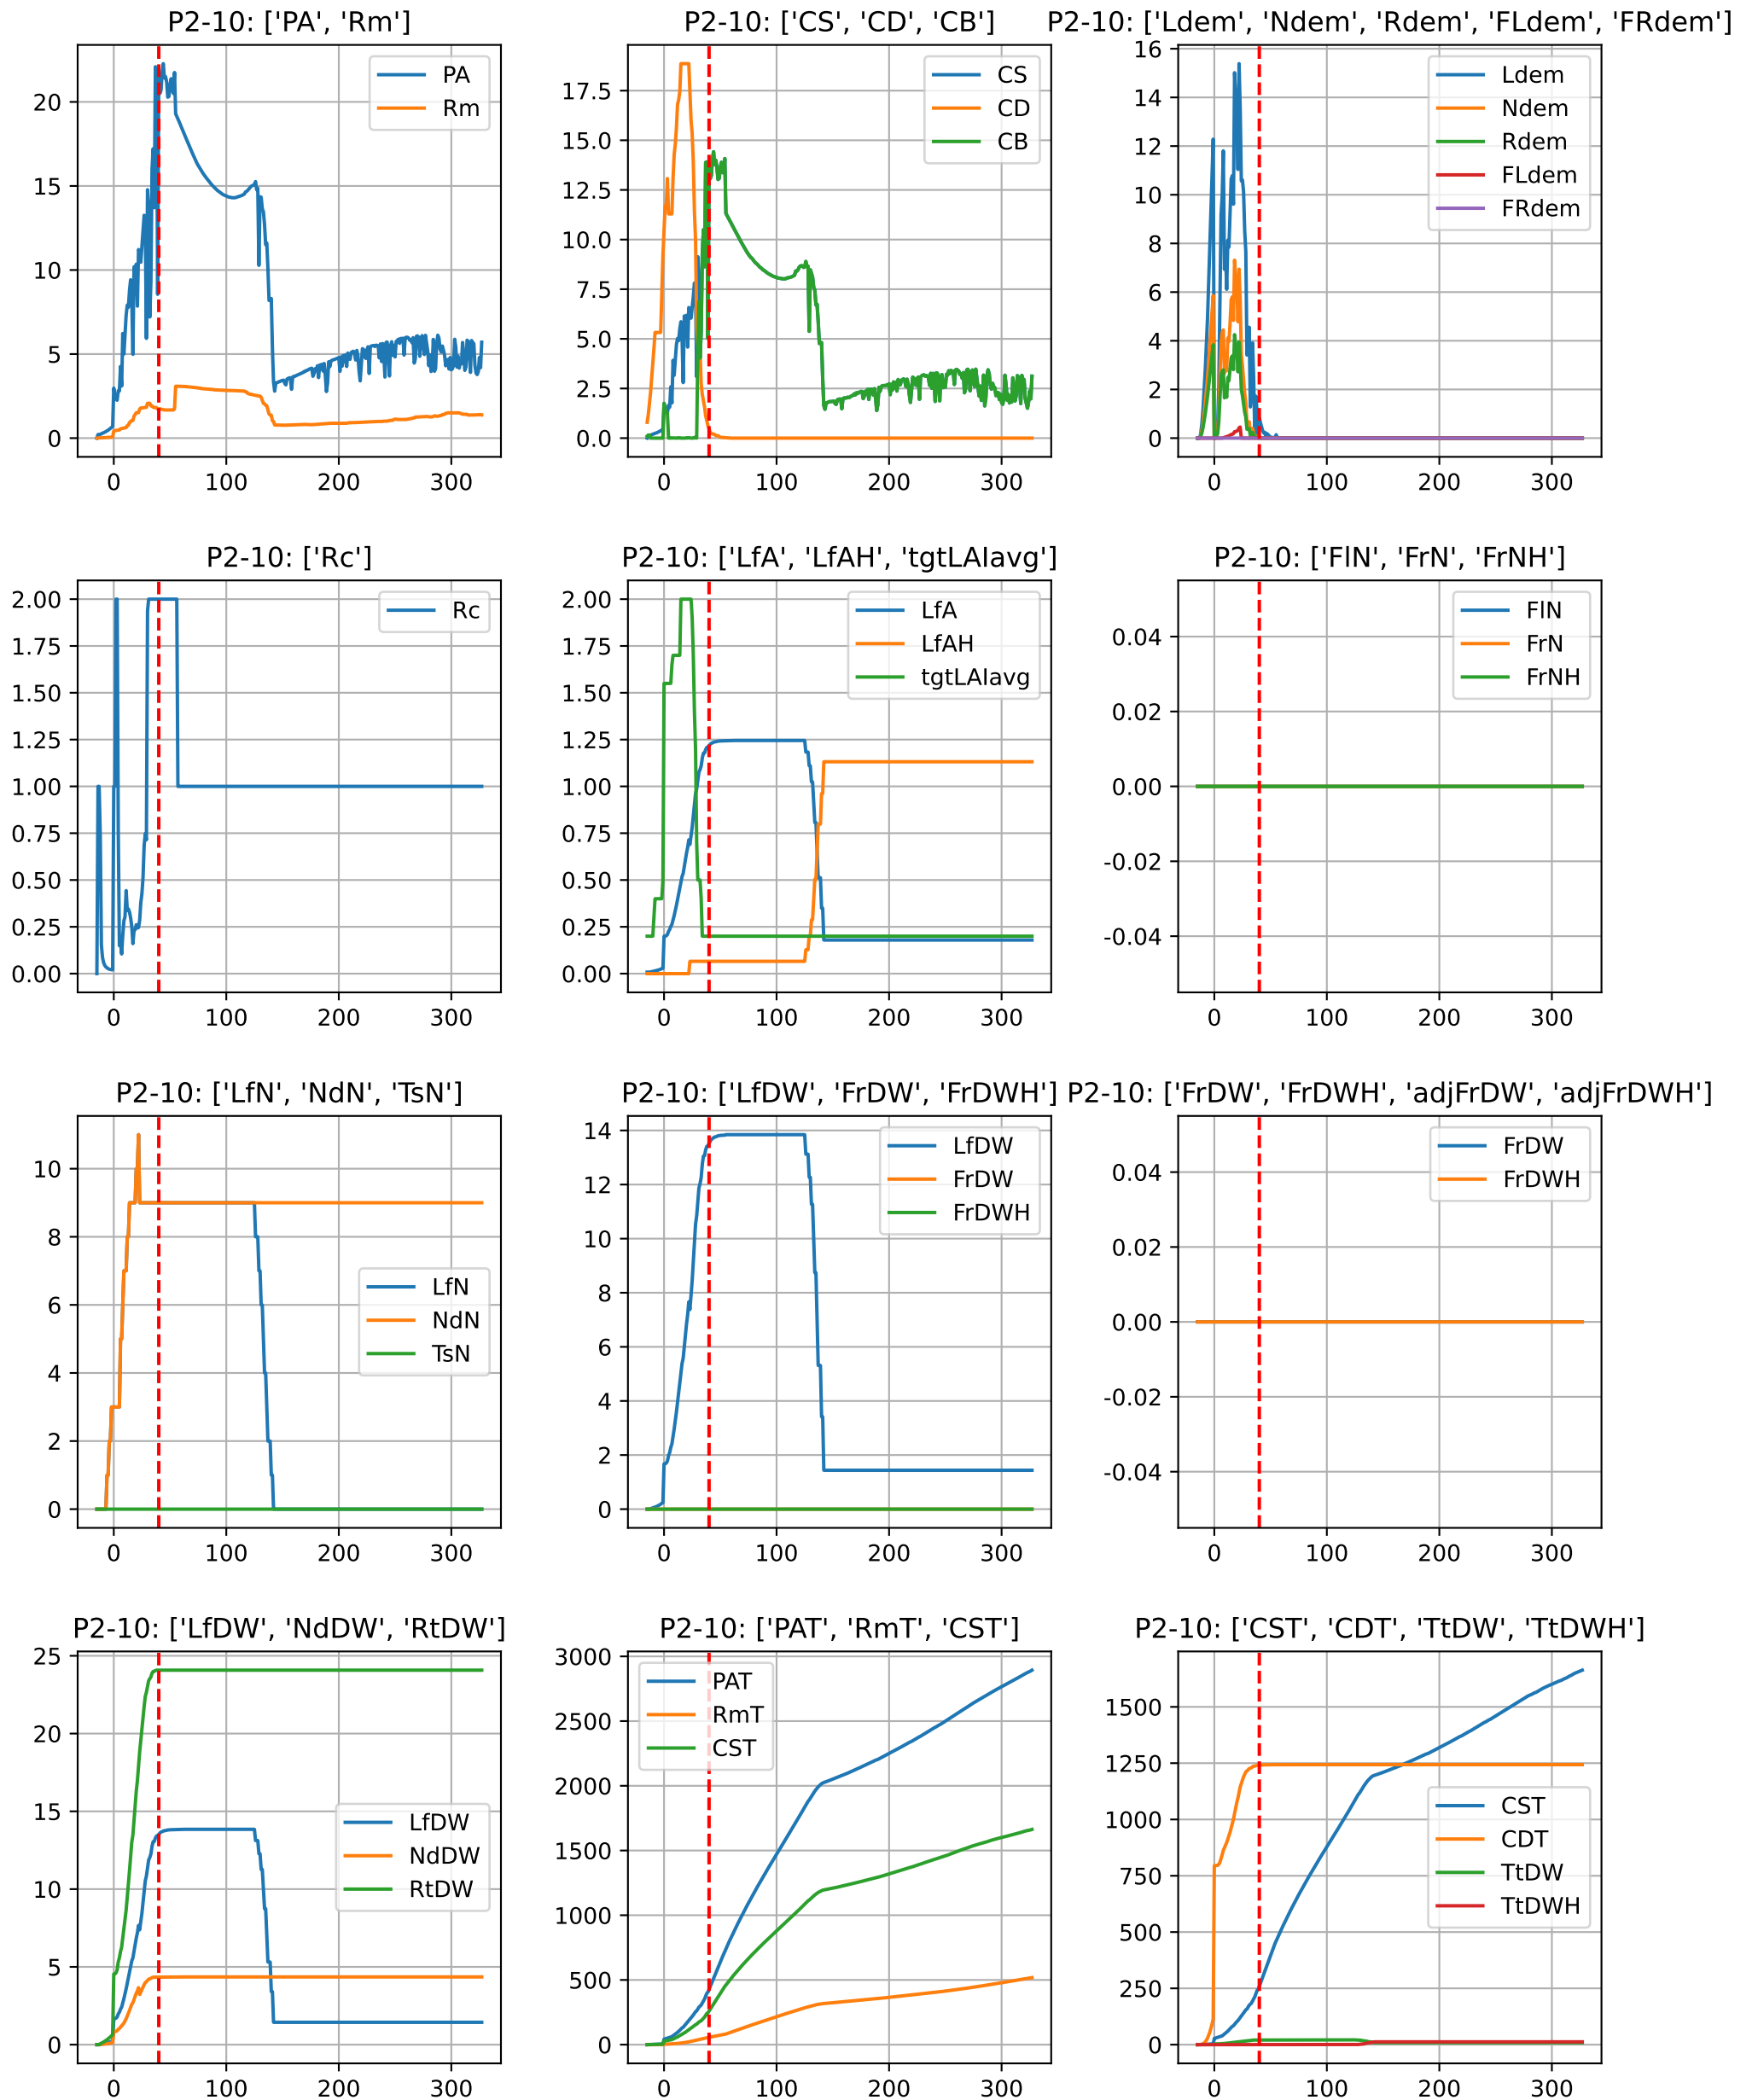 P2-10: ['PA', 'Rm']
PA
Rm
20
15
10
5
0
0 100 200 300
P2-10: ['CS', 'CD', 'CB']
CS
CD
CB
17.5
15.0
12.5
10.0
7.5
5.0
2.5
0.0
0 100 200 300
P2-10: ['Ldem', 'Ndem', 'Rdem', 'FLdem', 'FRdem']
Ldem
Ndem
Rdem
FLdem
FRdem
16
14
12
10
8
6
4
2
0
0 100 200 300
P2-10: ['Rc']
Rc
2.00
1.75
1.50
1.25
1.00
0.75
0.50
0.25
0.00
0 100 200 300
P2-10: ['LfA', 'LfAH', 'tgtLAIavg']
LfA
LfAH
tgtLAIavg
2.00
1.75
1.50
1.25
1.00
0.75
0.50
0.25
0.00
0 100 200 300
P2-10: ['FlN', 'FrN', 'FrNH']
FlN
FrN
FrNH
0.04
0.02
0.00
-0.02
-0.04
0 100 200 300
P2-10: ['LfN', 'NdN', 'TsN']
LfN
NdN
TsN
10
8
6
4
2
0
0 100 200 300
P2-10: ['LfDW', 'FrDW', 'FrDWH']
LfDW
FrDW
FrDWH
14
12
10
8
6
4
2
0
0 100 200 300
P2-10: ['FrDW', 'FrDWH', 'adjFrDW', 'adjFrDWH']
FrDW
FrDWH
0.04
0.02
0.00
-0.02
-0.04
0 100 200 300
P2-10: ['LfDW', 'NdDW', 'RtDW']
LfDW
NdDW
RtDW
25
20
15
10
5
0
0 100 200 300
P2-10: ['PAT', 'RmT', 'CST']
PAT
RmT
CST
3000
2500
2000
1500
1000
500
0
0 100 200 300
P2-10: ['CST', 'CDT', 'TtDW', 'TtDWH']
CST
CDT
TtDW
TtDWH
1500
1250
1000
750
500
250
0
0 100 200 300